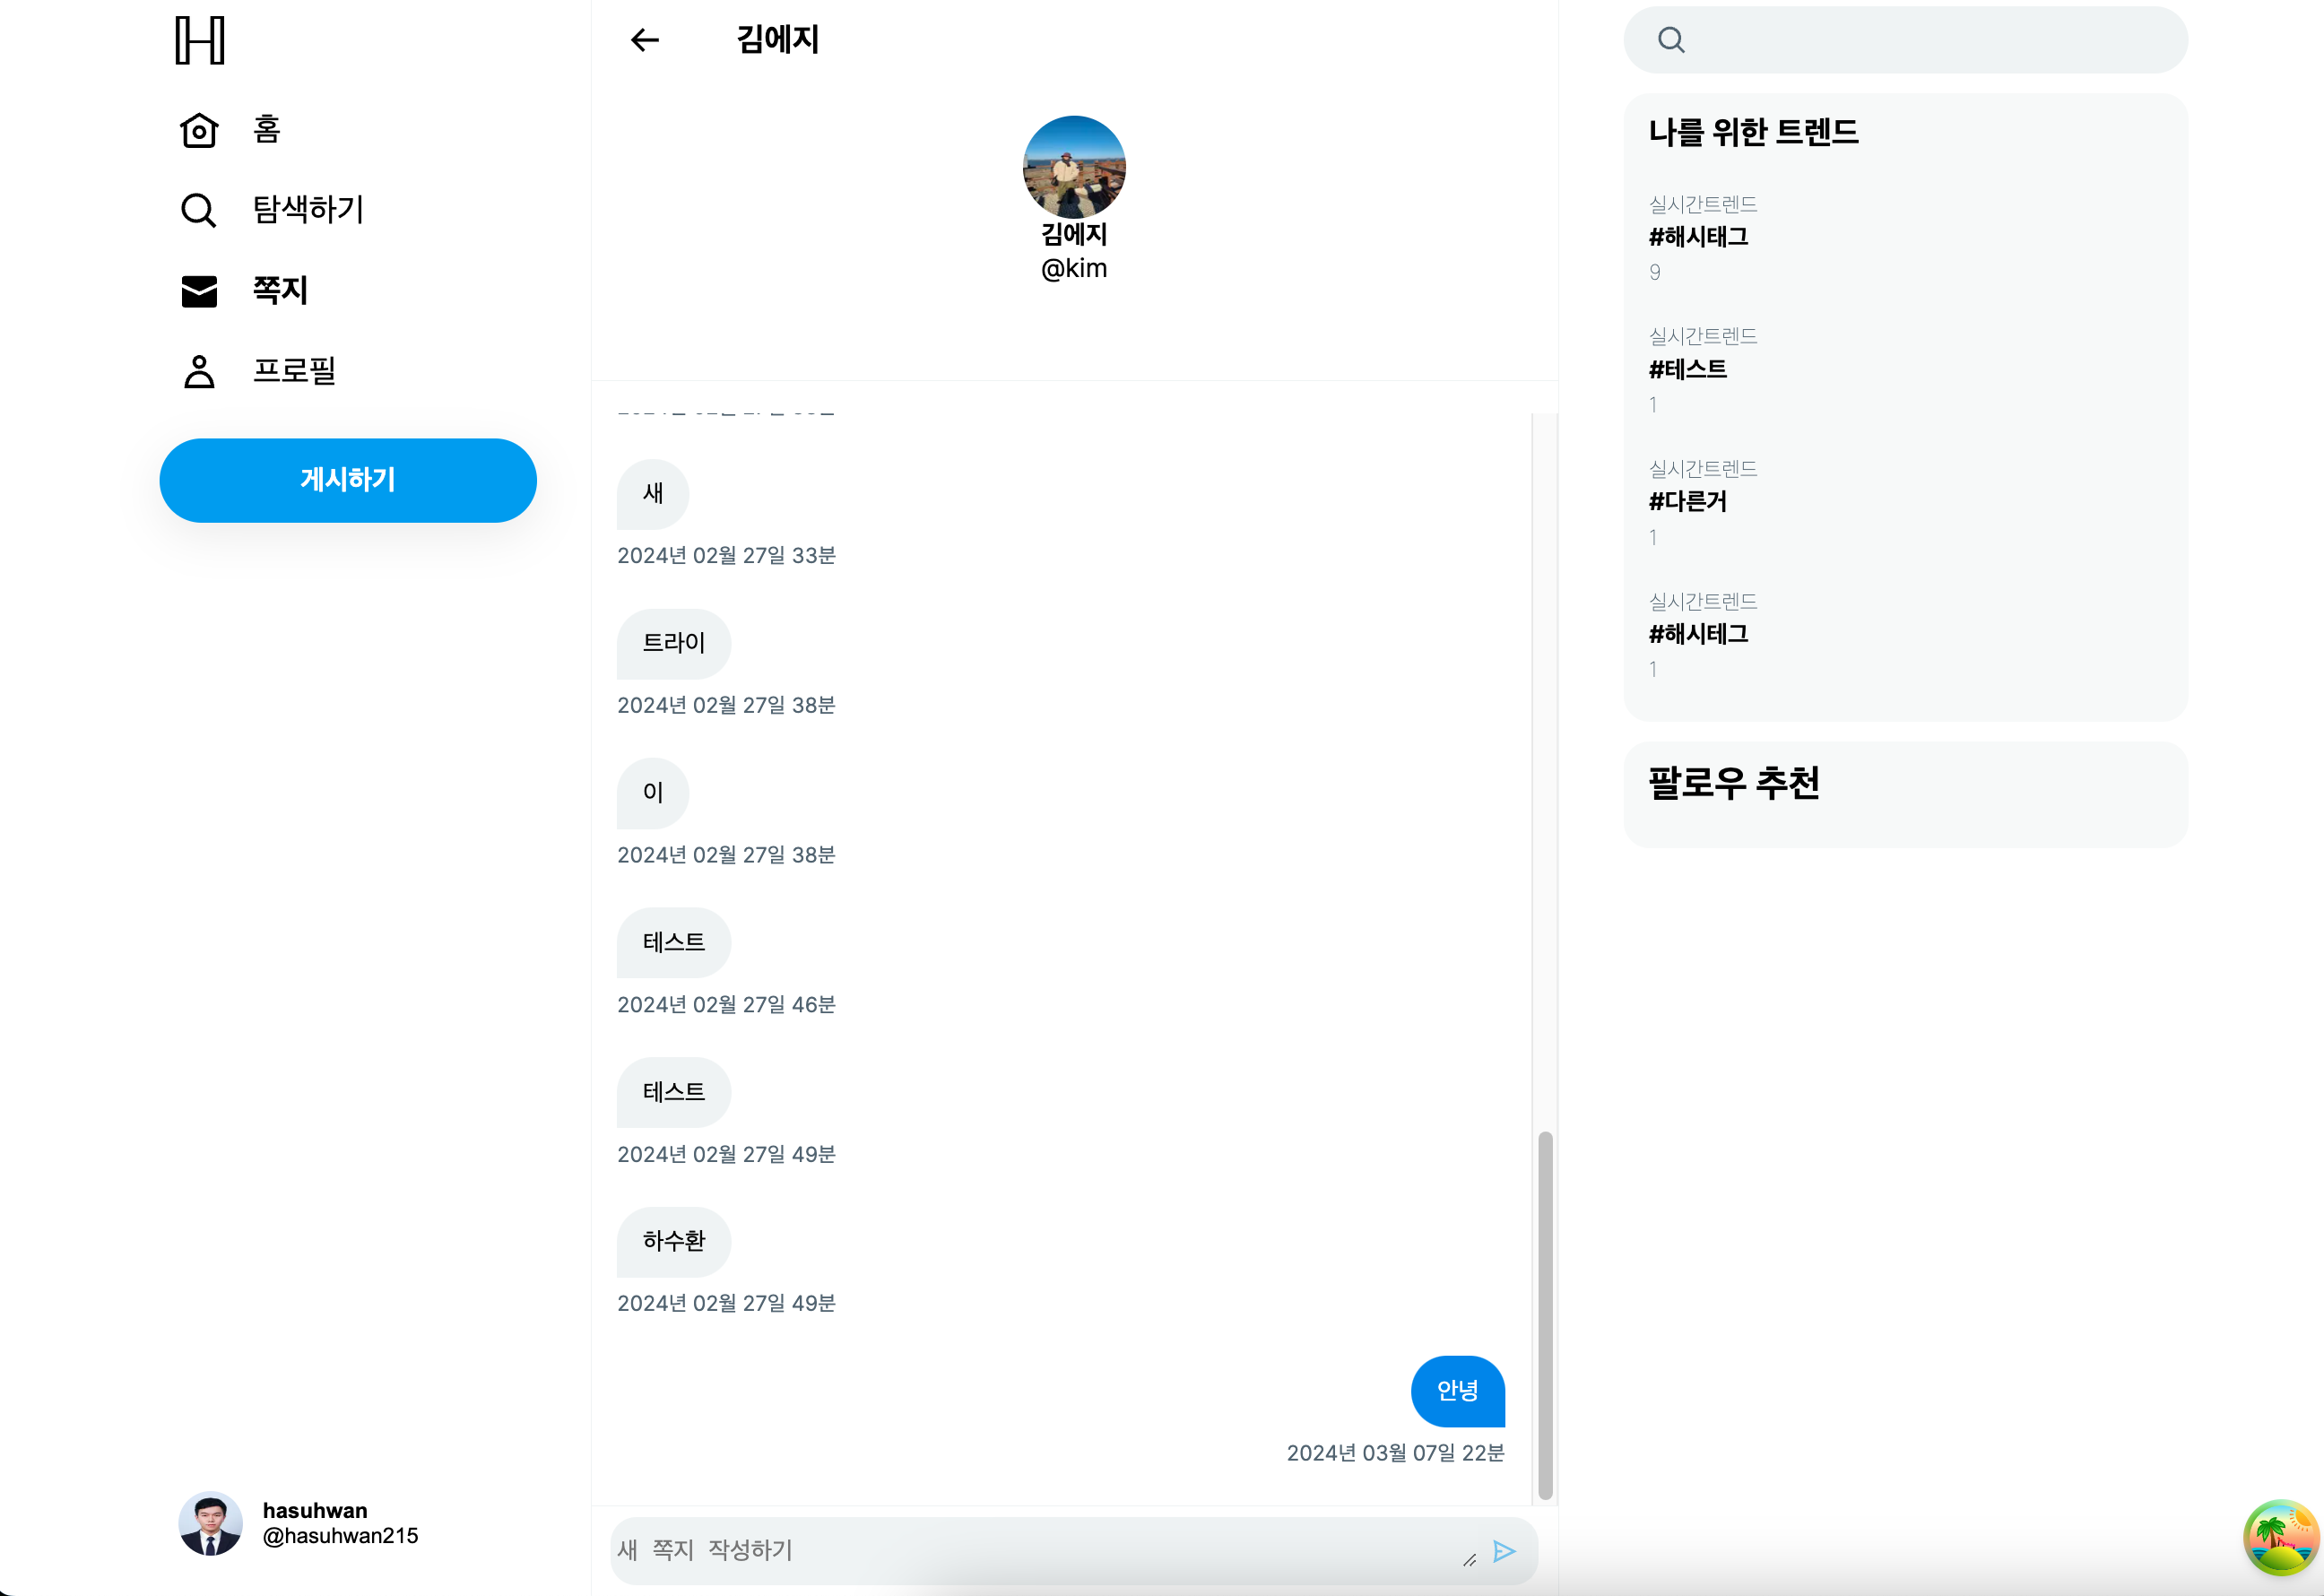 H
홈
탐색하기
쪽지
프로필
게시하기
hasuhwan
@hasuhwan215
김에지
김에지
@kim
새
2024년 02월 27일 33분
트라이
2024년 02월 27일 38분
이
2024년 02월 27일 38분
테스트
2024년 02월 27일 46분
테스트
2024년 02월 27일 49분
하수환
2024년 02월 27일 49분
안녕
2024년 03월 07일 22분
새 쪽지 작성하기
나를 위한 트렌드
실시간트렌드
#해시태그
9
실시간트렌드
#테스트
1
실시간트렌드
#다른거
1
실시간트렌드
#해시테그
1
팔로우 추천